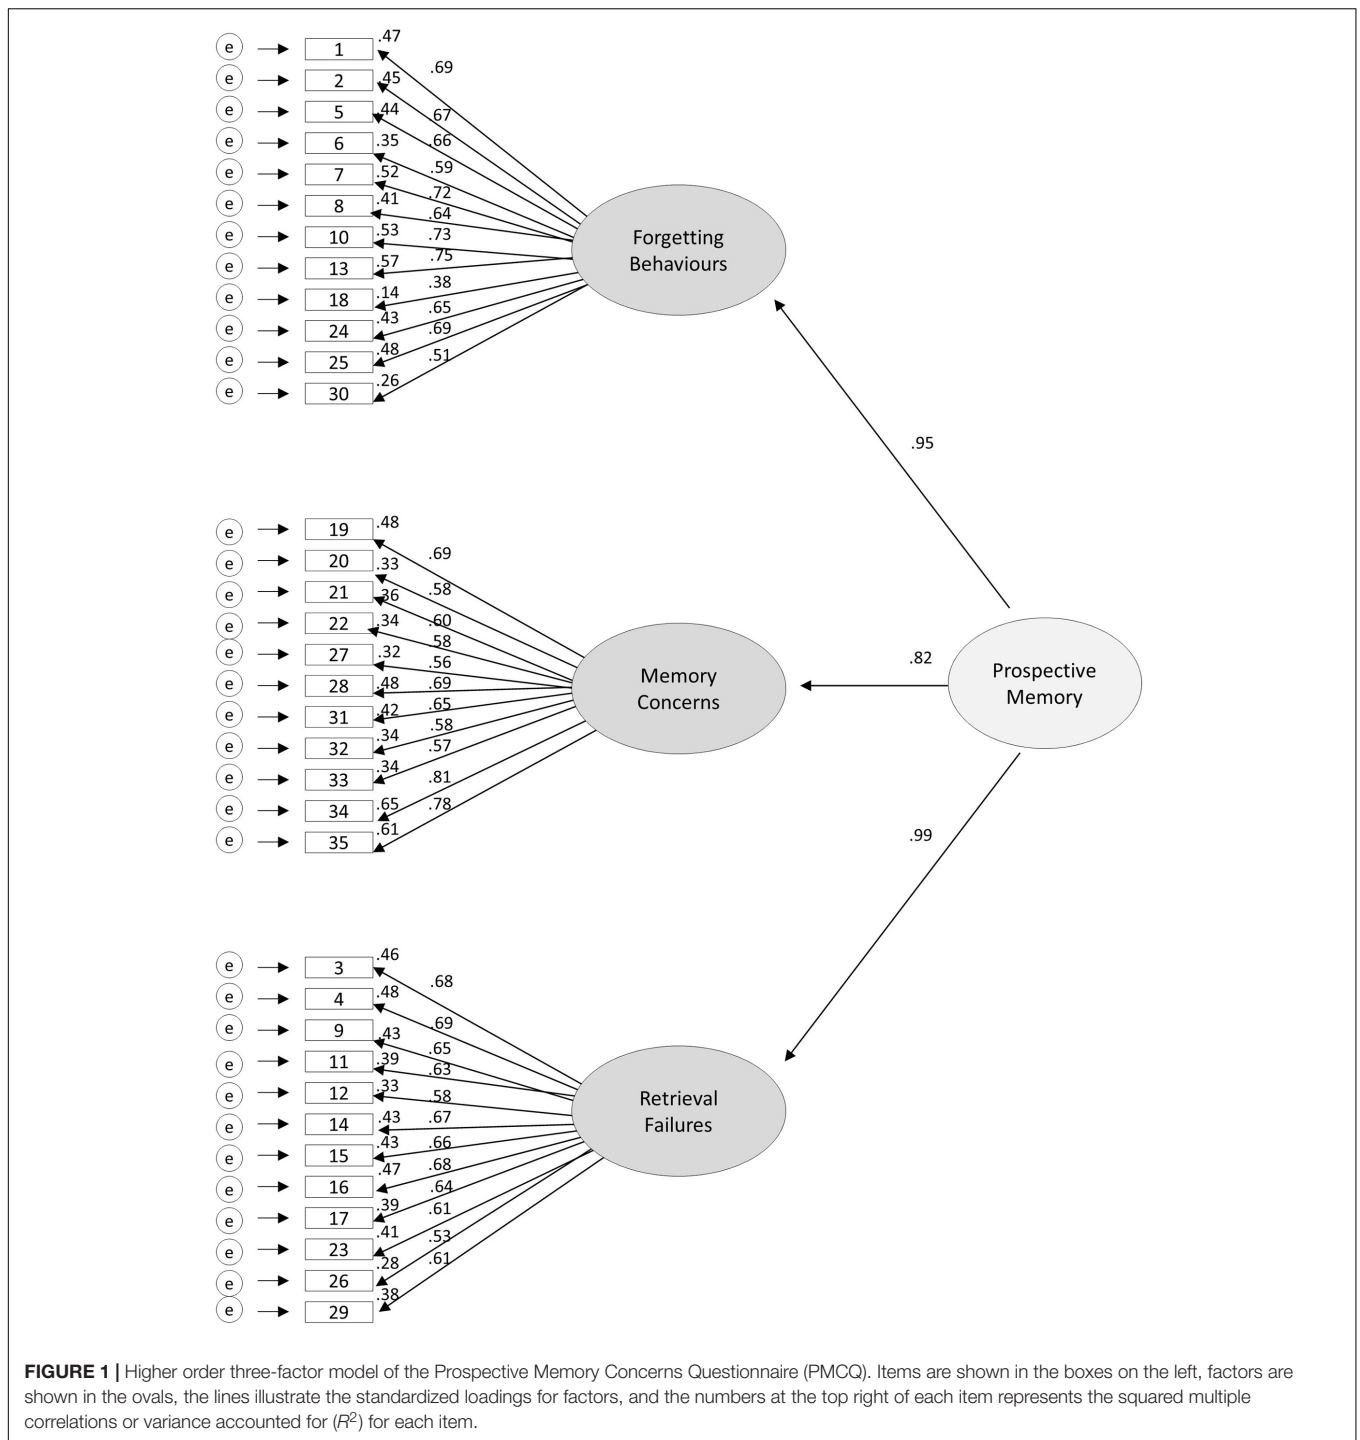 e 1 .47 .69
e 2 .45 .67
e 5 .44 .66
e 6 .35 .59
e 7 .52 .72
e 8 .41 .64
e 10 .53 .73
e 13 .57 .75
e 18 .14 .38
e 24 .43 .65
e 25 .48 .69
e 30 .26 .51
Forgetting
Behaviours
.95
e 19 .48 .69
e 20 .33 .58
e 21 .36 .60
e 22 .34 .58
e 27 .32 .56
e 28 .48 .69
e 31 .42 .65
e 32 .34 .58
e 33 .34 .57
e 34 .65 .81
e 35 .61 .78
Memory
Concerns
.82
Prospective
Memory
.99
e 3 .46 .68
e 4 .48 .69
e 9 .43 .65
e 11 .39 .63
e 12 .33 .58
e 14 .43 .67
e 15 .43 .66
e 16 .47 .68
e 17 .39 .64
e 23 .41 .61
e 26 .28 .53
e 29 .38 .61
Retrieval
Failures
FIGURE 1 | Higher order three-factor model of the Prospective Memory Concerns Questionnaire (PMCQ). Items are shown in the boxes on the left, factors are
shown in the ovals, the lines illustrate the standardized loadings for factors, and the numbers at the top right of each item represents the squared multiple
correlations or variance accounted for (R²) for each item.